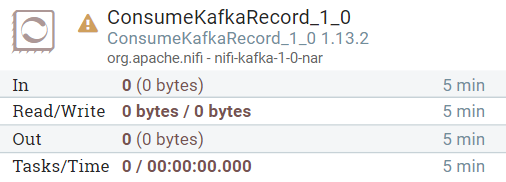 ConsumeKafkaRecord_1_0
ConsumeKafkaRecord_1_0 1.13.2
org.apache.nifi - nifi-kafka-1-0-nar
In 0 (0 bytes) 5 min
Read/Write 0 bytes / 0 bytes 5 min
Out 0 (0 bytes) 5 min
Tasks/Time 0 / 00:00:00.000 5 min